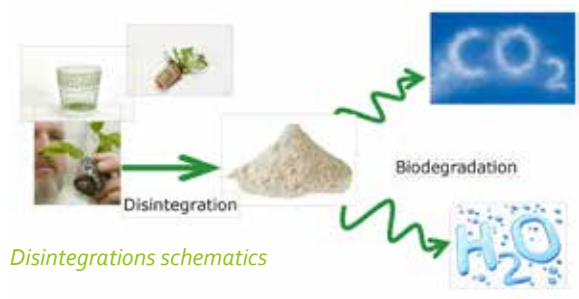 CO2
Biodegradation
Disintegration
Disintegrations schematics
H2O